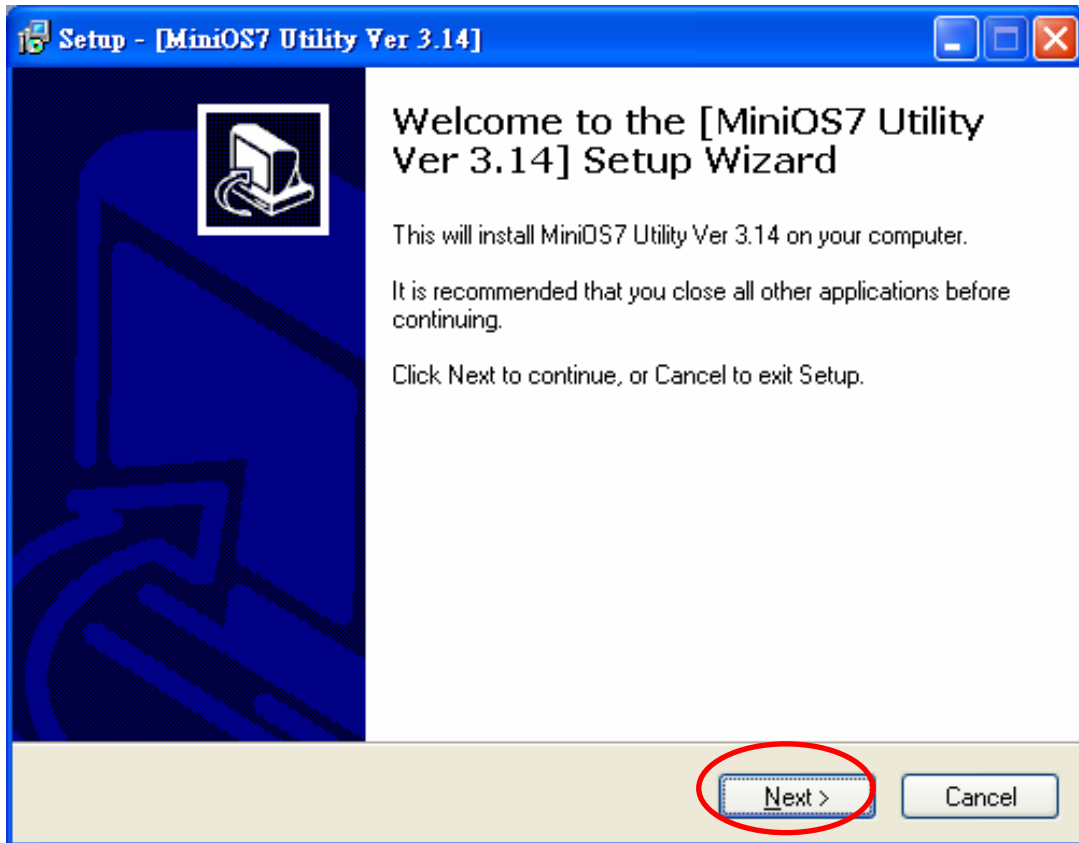 Setup - [MiniOS7 Utility Ver 3.14]
Welcome to the [MiniOS7 Utility
Ver 3.14] Setup Wizard
This will install MiniOS7 Utility Ver 3.14 on your computer.
It is recommended that you close all other applications before
continuing.
Click Next to continue, or Cancel to exit Setup.
Next >
Cancel